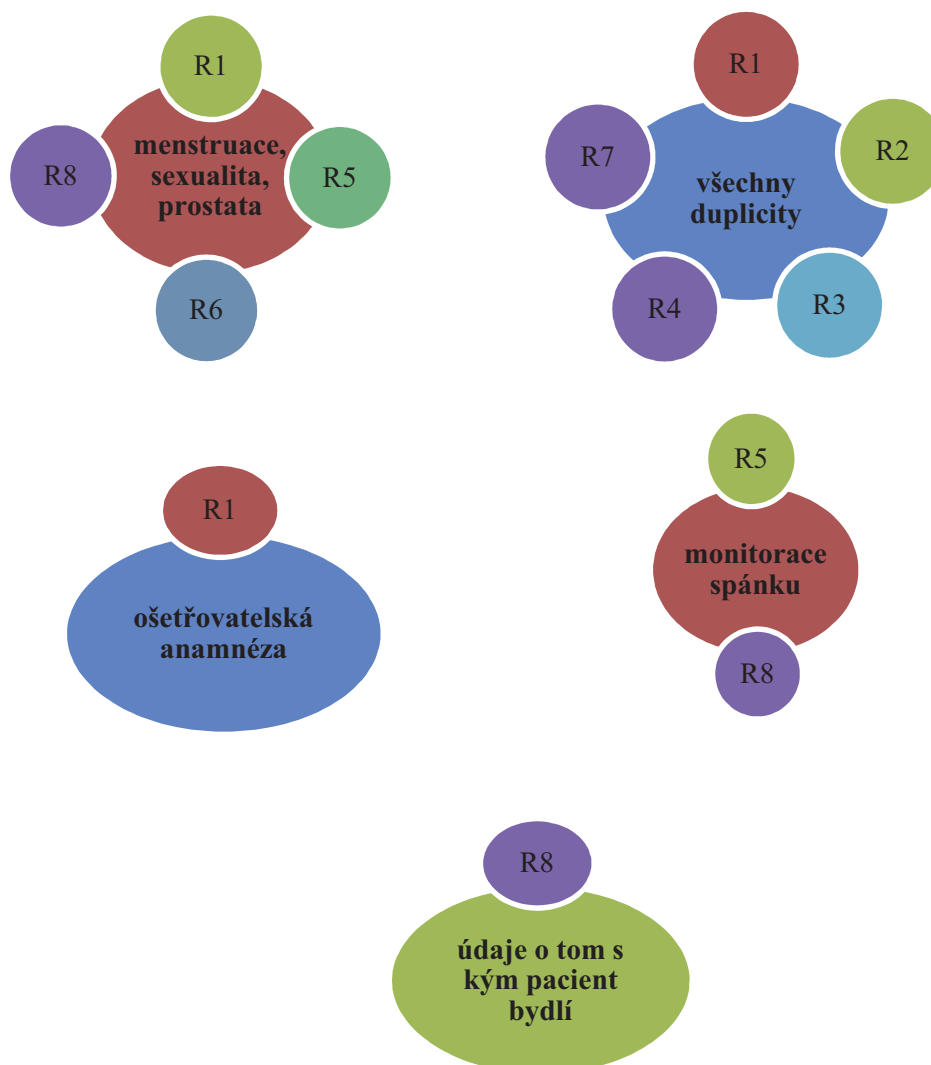 R1
menstruace,
sexualita,
prostata
R8
R5
R6
R1
R7
R2
všechny
duplicity
R4
R3
R1
ošetřovatelská
anamnéza
R5
monitorace
spánku
R8
R8
údaje o tom s
kým pacient
bydlí